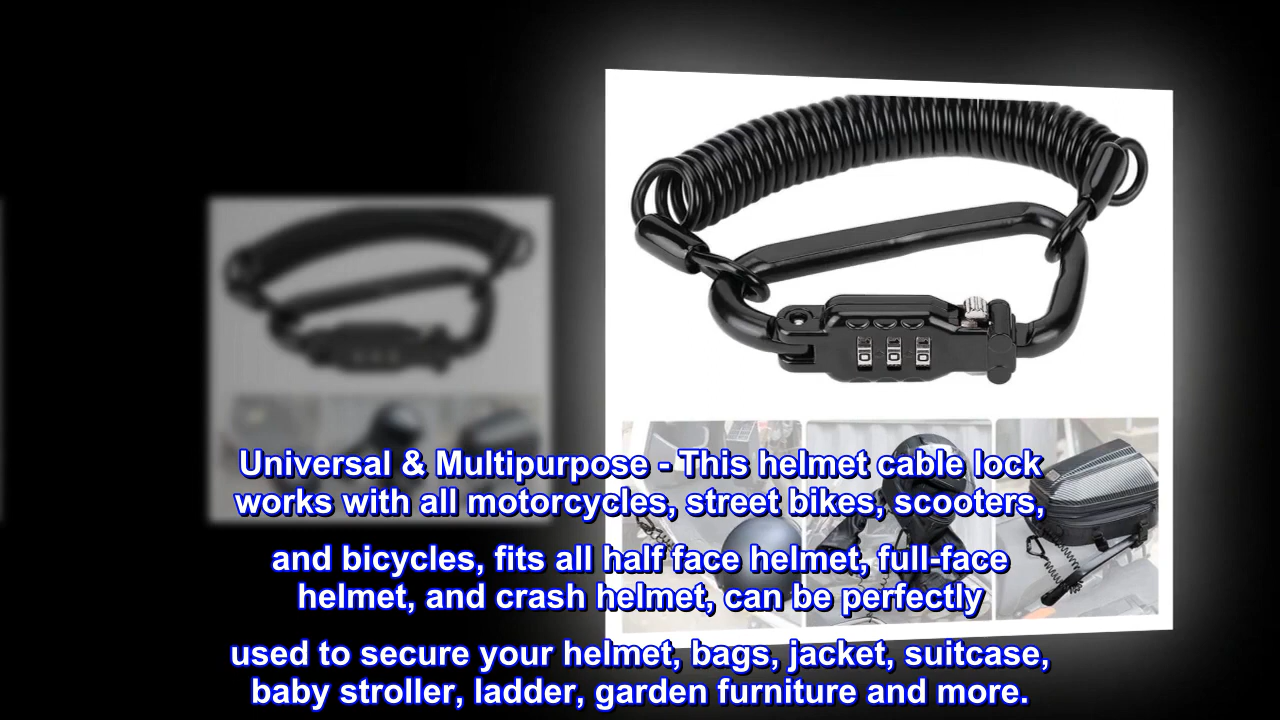 Universal & Multipurpose - This helmet cable lock
works with all motorcycles, street bikes, scooters,
and bicycles, fits all half face helmet, full-face
helmet, and crash helmet, can be perfectly
used to secure your helmet, bags, jacket, suitcase,
baby stroller, ladder, garden furniture and more.